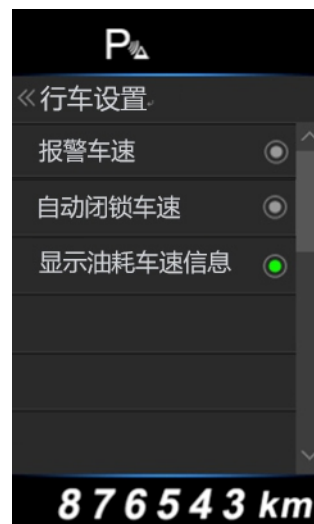 P
行车设置
报警车速
自动闭锁车速
显示油耗车速信息
876543 km